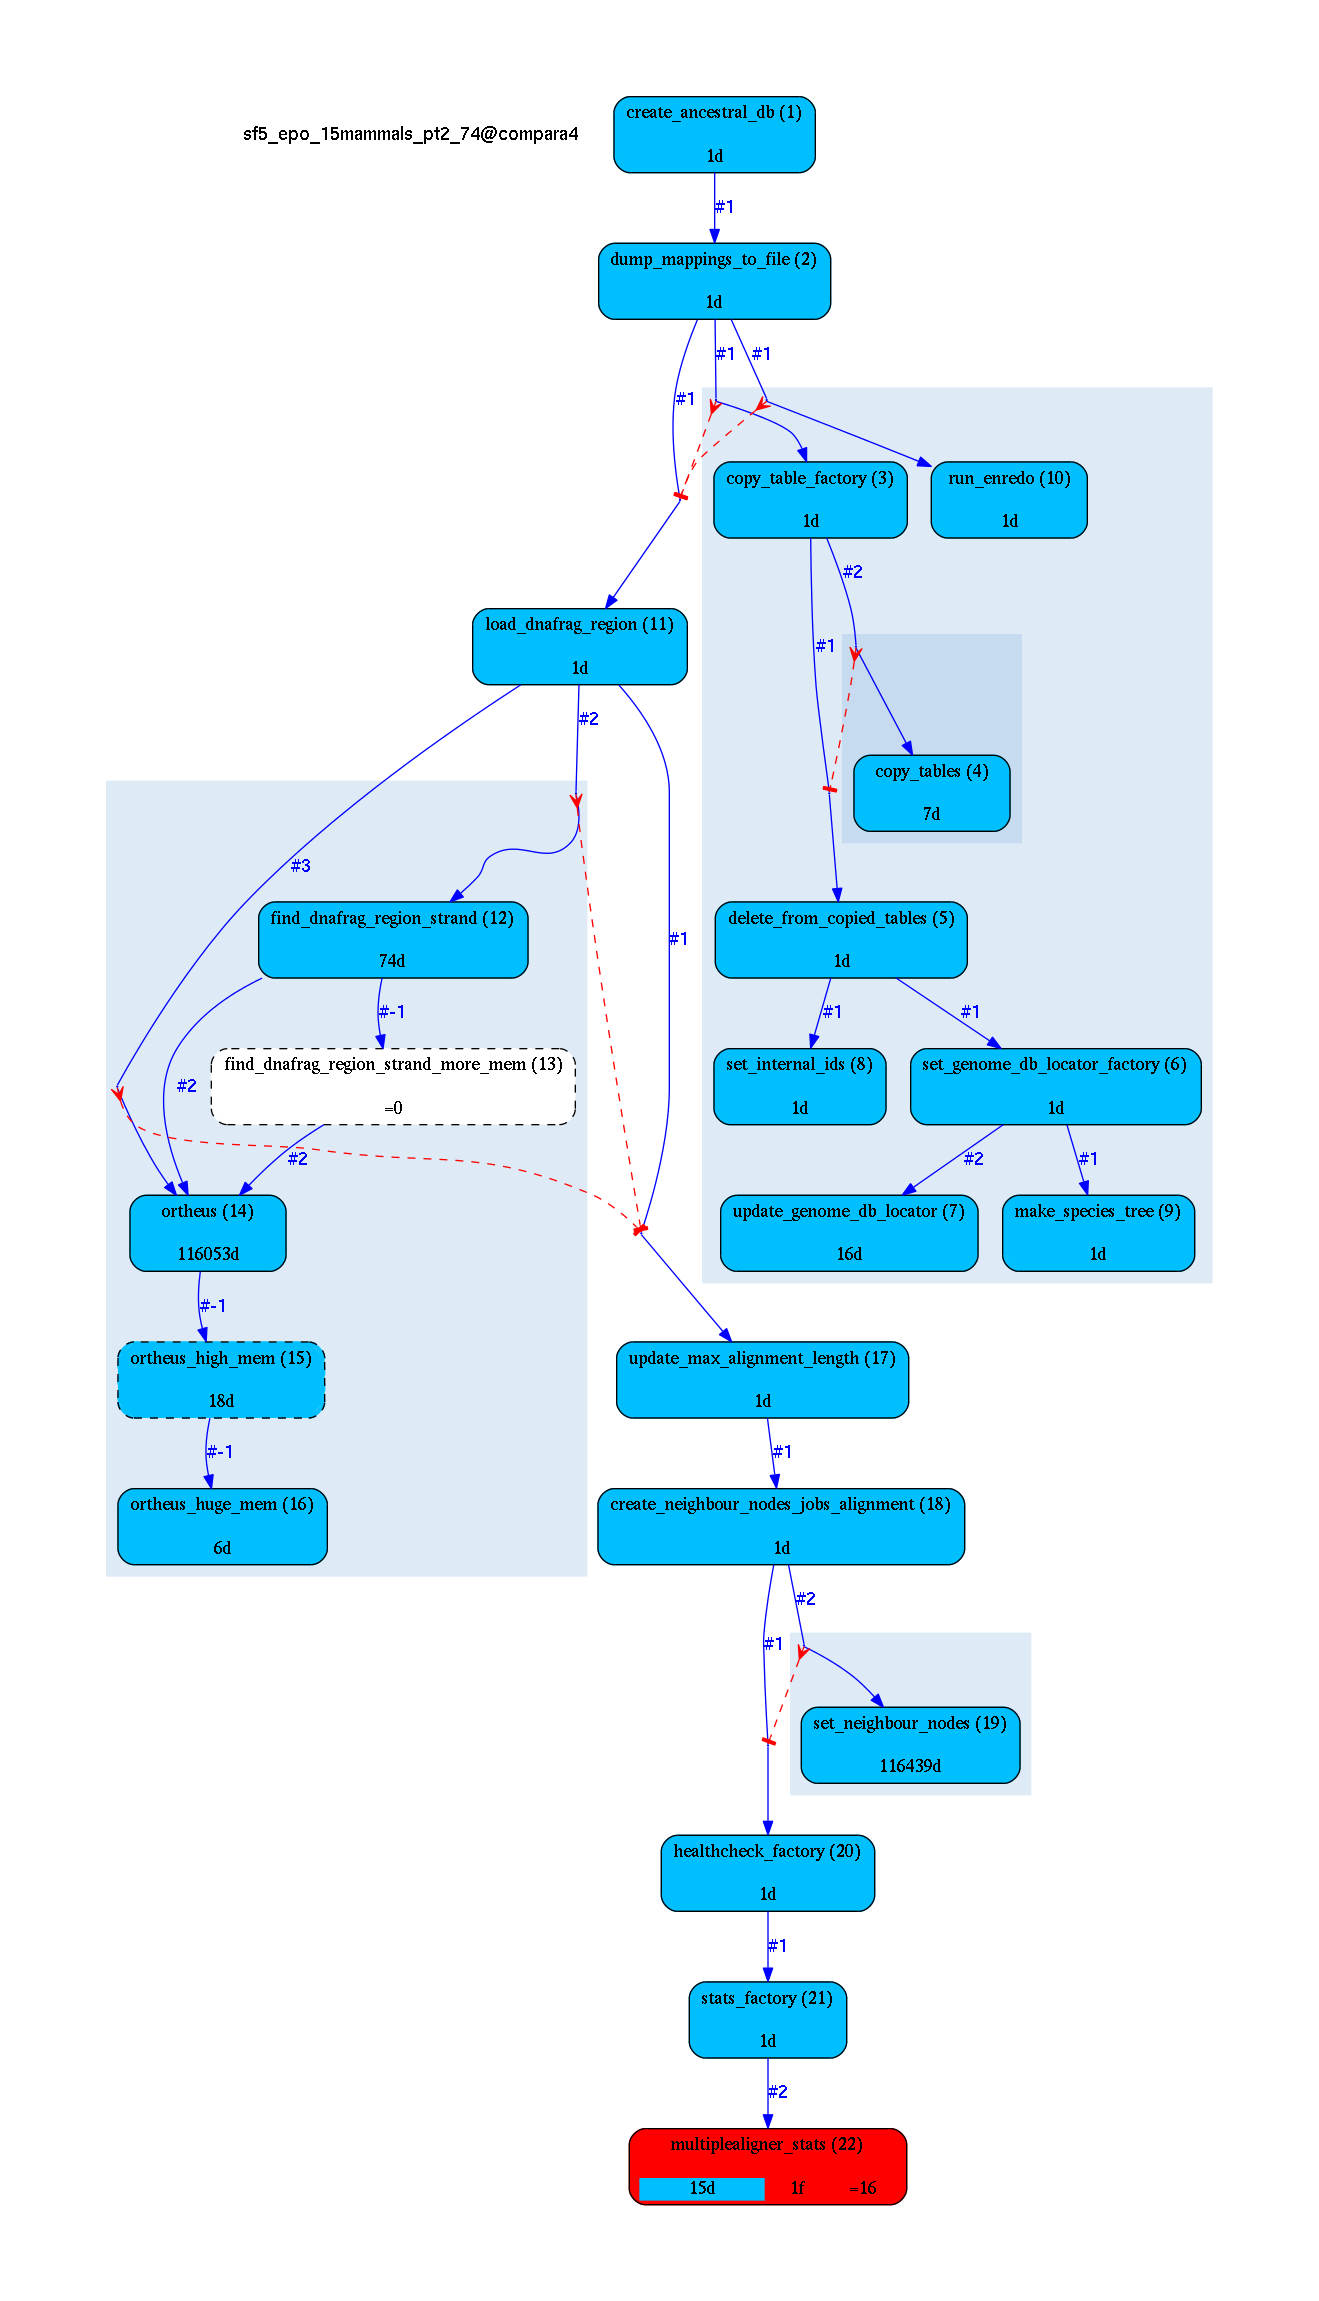 sf5_epo_15mammals_pt2_74@compara4
create_ancestral_db (1)
1d
#1
dump_mappings_to_file (2)
1d
#1
#1
#1
copy_table_factory (3)
1d
run_enredo (10)
1d
#2
load_dnafrag_region (11)
1d
#1
#2
copy_tables (4)
7d
#3
find_dnafrag_region_strand (12)
74d
#1
delete_from_copied_tables (5)
1d
#-1
#1
#1
find_dnafrag_region_strand_more_mem (13)
=0
set_internal_ids (8)
1d
set_genome_db_locator_factory (6)
1d
#2
#2
#2
#1
ortheus (14)
116053d
update_genome_db_locator (7)
16d
make_species_tree (9)
1d
#-1
ortheus_high_mem (15)
18d
update_max_alignment_length (17)
1d
#-1
#1
ortheus_huge_mem (16)
6d
create_neighbour_nodes_jobs_alignment (18)
1d
#2
#1
set_neighbour_nodes (19)
116439d
healthcheck_factory (20)
1d
#1
stats_factory (21)
1d
#2
multiplealigner_stats (22)
15d 1f =16